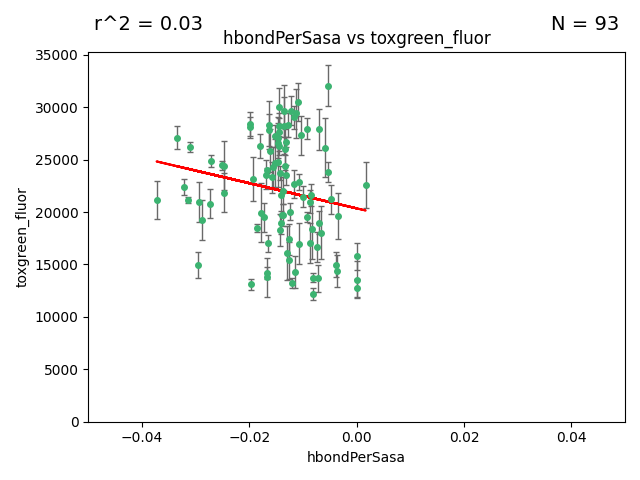 r^2 = 0.03
N = 93
hbondPerSasa vs toxgreen_fluor
35000
30000
25000
20000
15000
10000
5000
0
toxgreen_fluor
−0.04
−0.02
0.00
0.02
0.04
hbondPerSasa